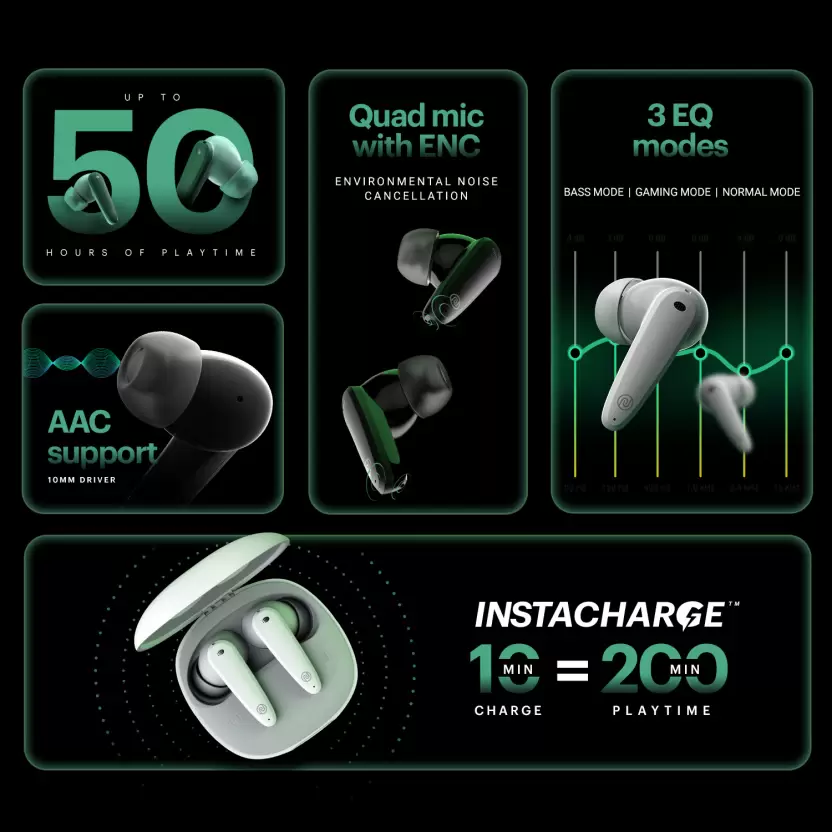 UP TO
50
HOURS OF PLAYTIME
AAC
support
10MM DRIVER
Quad mic
with ENC
ENVIRONMENTAL NOISE
CANCELLATION
3 EQ
modes
BASS MODE | GAMING MODE | NORMAL MODE
INSTACHARGE™
10 MIN = 200 MIN
CHARGE PLAYTIME